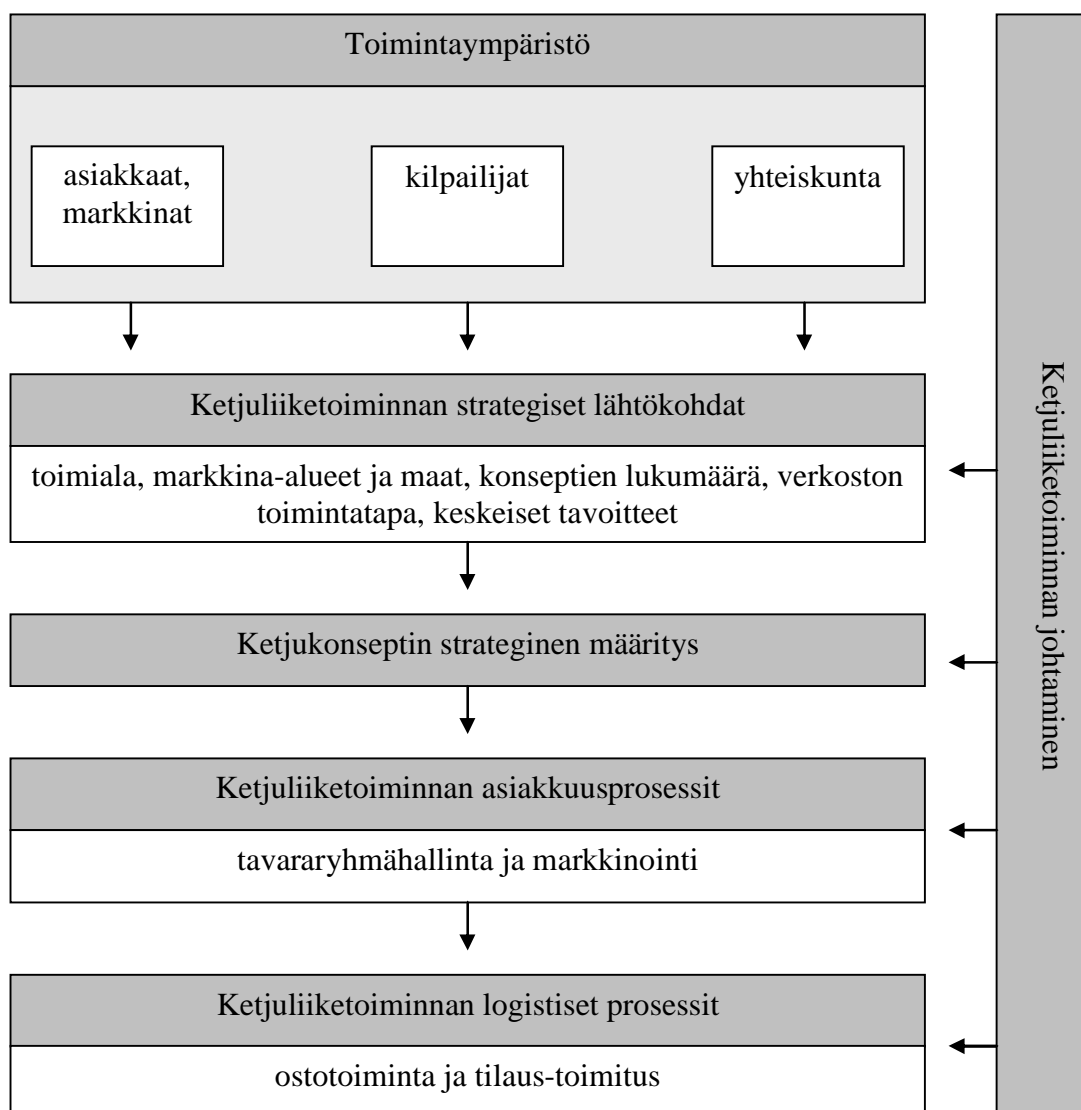 Toimintaympäristö
asiakkaat,
markkinat
kilpailijat
yhteiskunta
Ketjuliiketoiminnan strategiset lähtökohdat
toimiala, markkina-alueet ja maat, konseptien lukumäärä, verkoston
toimintatapa, keskeiset tavoitteet
Ketjukonseptin strateginen määritys
Ketjuliiketoiminnan asiakkuusprosessit
tavararyhmähallinta ja markkinointi
Ketjuliiketoiminnan logistiset prosessit
ostotoiminta ja tilaus-toimitus
Ketjuliiketoiminnan johtaminen